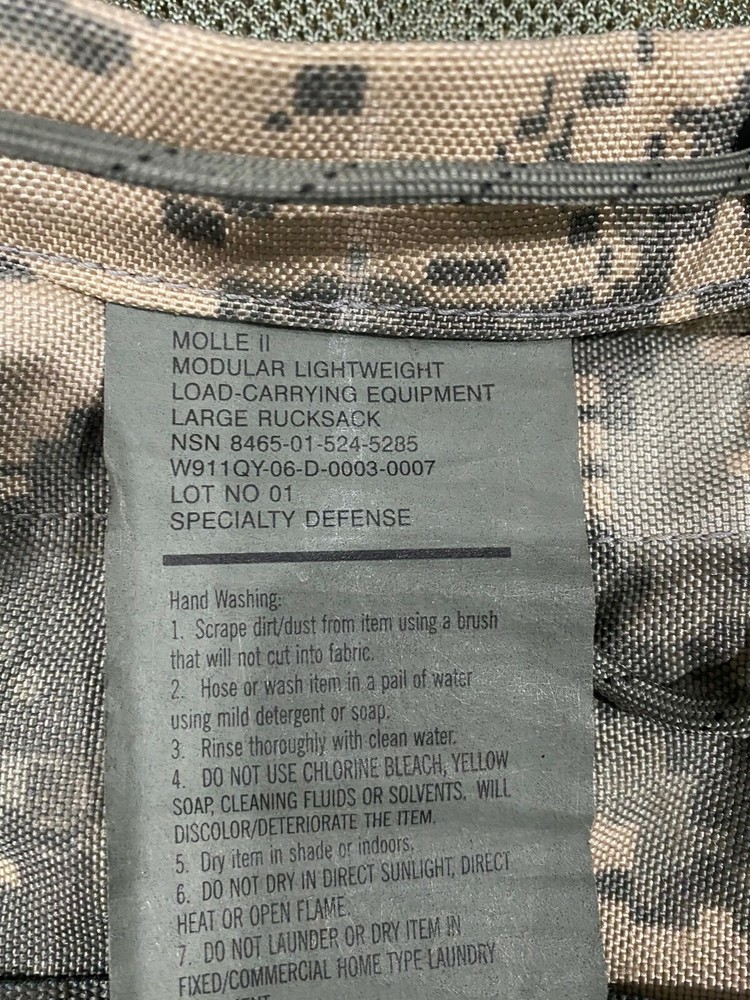 MOLLE II
MODULAR LIGHTWEIGHT
LOAD-CARRYING EQUIPMENT
LARGE RUCKSACK
NSN 8465-01-524-5285
W911QY-06-D-0003-0007
LOT NO 01
SPECIALTY DEFENSE
Hand Washing:
1. Scrape dirt/dust from item using a brush
that will not cut into fabric.
2. Hose or wash item in a pail of water
using mild detergent or soap.
3. Rinse thoroughly with clean water.
4. DO NOT USE CHLORINE BLEACH, YELLOW
SOAP, CLEANING FLUIDS OR SOLVENTS. WILL
DISCOLOR/DETERIORATE THE ITEM.
5. Dry item in shade or indoors.
6. DO NOT DRY IN DIRECT SUNLIGHT, DIRECT
HEAT OR OPEN FLAME.
7. DO NOT LAUNDER OR DRY ITEM IN
FIXED/COMMERCIAL HOME TYPE LAUNDRY